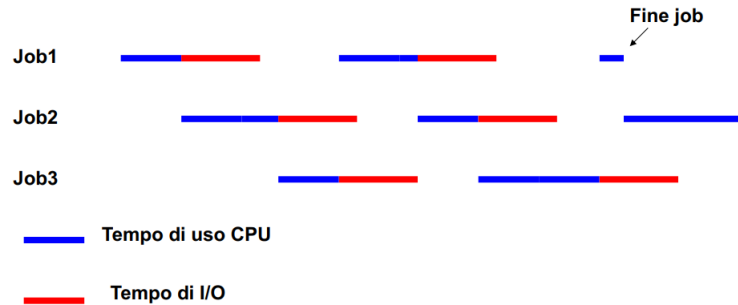 Fine job
Job1
Job2
Job3
Tempo di uso CPU
Tempo di I/O